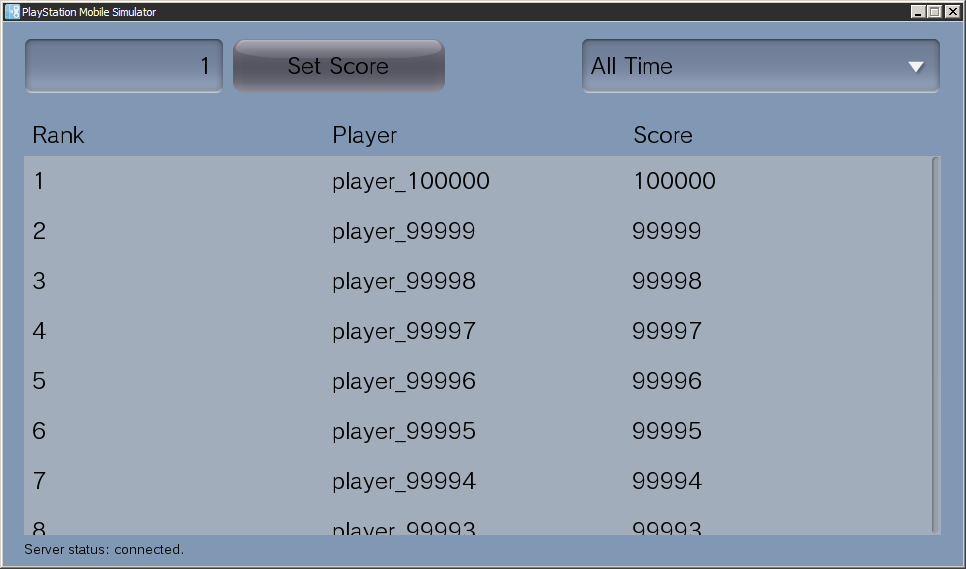 PlayStation Mobile Simulator
1 Set Score All Time
Rank Player Score
1 player_100000 100000
2 player_99999 99999
3 player_99998 99998
4 player_99997 99997
5 player_99996 99996
6 player_99995 99995
7 player_99994 99994
8 player_99993 99993
Server status: connected.